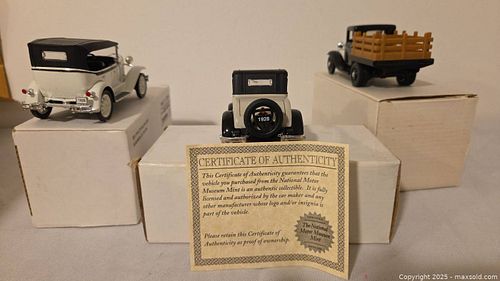 1928
CERTIFICATE OF AUTHENTICITY
This Certificate of Authenticity guarantees that the
vehicle you purchased from the National Motor
Museum Mint is an authentic collectible. It is fully
licensed and authorized by the car maker and any
other manufacturer whose logo and/or insignia is
part of the vehicle.
Please retain this Certificate of
Authenticity as proof of ownership.
The National
Motor Museum
Mint
Copyright © 2025 - maxsold.com